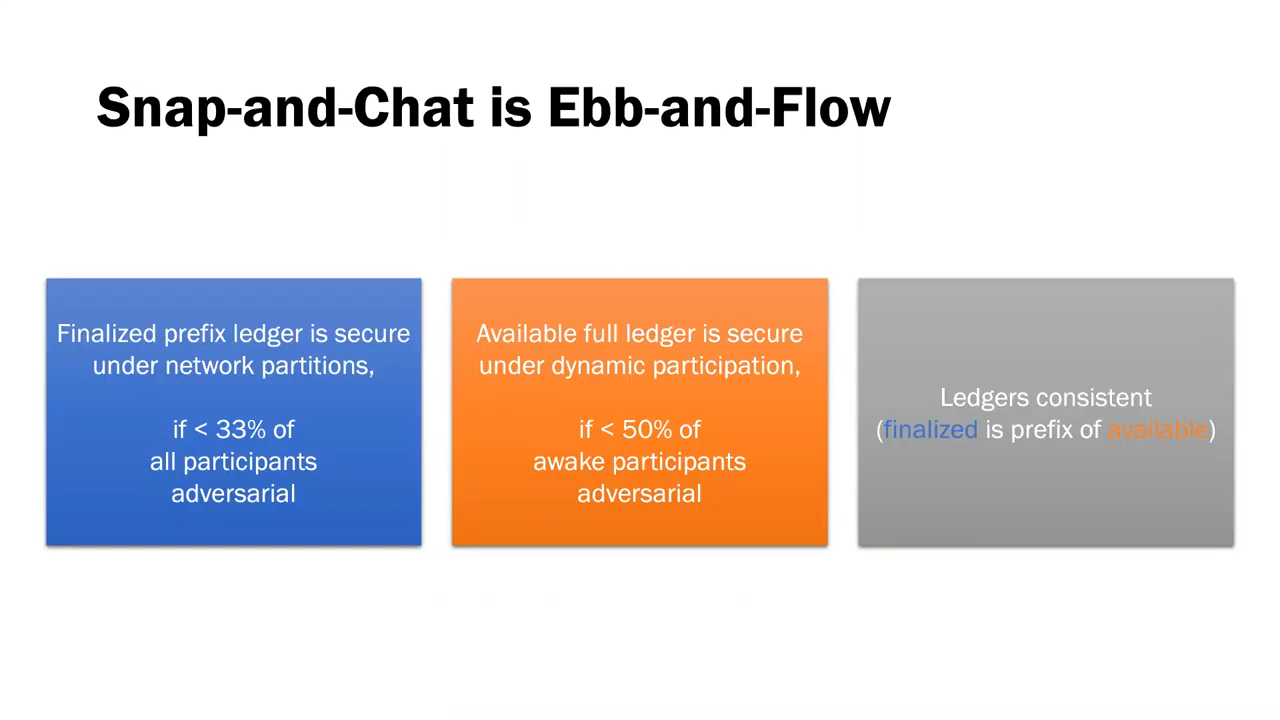 Snap-and-Chat is Ebb-and-Flow
Finalized prefix ledger is secure
under network partitions,
if < 33% of
all participants
adversarial
Available full ledger is secure
under dynamic participation,
if < 50% of
awake participants
adversarial
Ledgers consistent
(finalized is prefix of available)